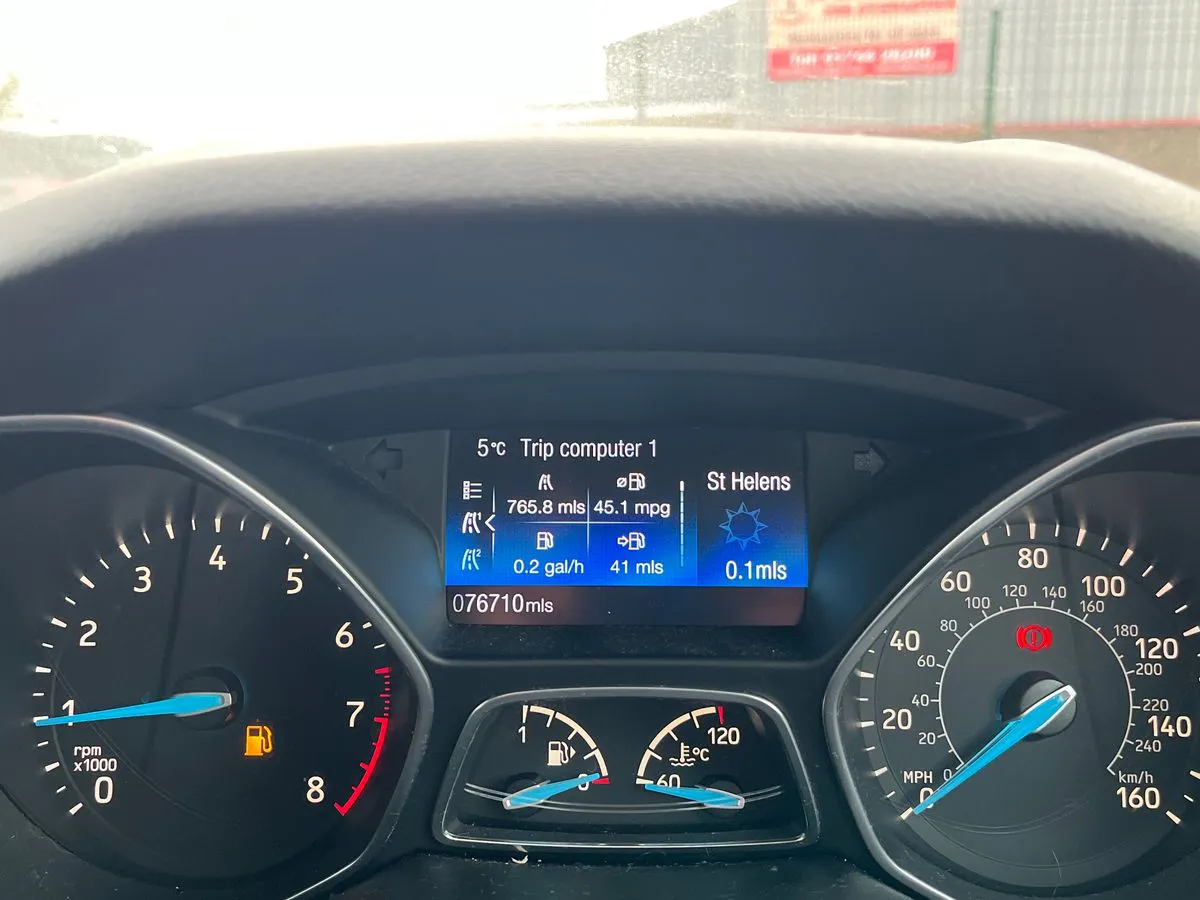 5°C Trip computer 1
765.8 mls 45.1 mpg
0.2 gal/h 41 mls
St Helens
0.1mls
076710mls
1
2
0 1 2 3 4 5 6 7 8
rpm
x1000
1 0
60 120
°C
0 20 40 60 80 100 120 140 160
MPH
0 20 40 60 80 100 120 140 160 180 200 220 240
km/h